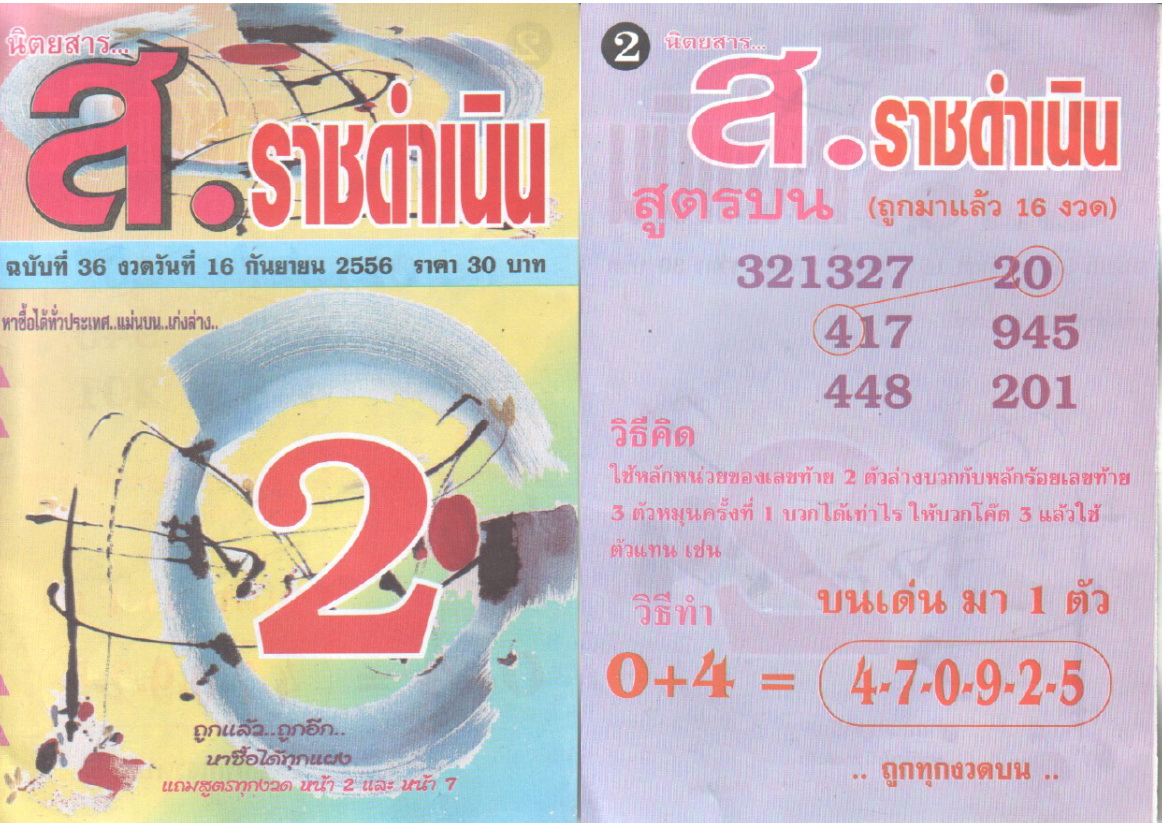 นิตยสาร...
ส.ราชดำเนิน
ฉบับที่ 36 งวดวันที่ 16 กันยายน 2556 ราคา 30 บาท
หาซื้อได้ทั่วประเทศ..แม่นบน..เก่งล่าง..
2
ถูกแล้ว..ถูกอีก..
หาซื้อได้ทุกแผง
แถมสูตรทุกงวด หน้า 2 และ หน้า 7
2 นิตยสาร...
ส.ราชดำเนิน
สูตรบน (ถูกมาแล้ว 16 งวด)
321327 20
417 945
448 201
วิธีคิด
ใช้หลักหน่วยของเลขท้าย 2 ตัวล่างบวกกับหลักร้อยเลขท้าย
3 ตัวหมุนครั้งที่ 1 บวกได้เท่าไร ให้บวกโค๊ด 3 แล้วใช้
ตัวแทน เช่น
วิธีทำ บนเด่น มา 1 ตัว
0+4 = 4-7-0-9-2-5
.. ถูกทุกงวดบน ..